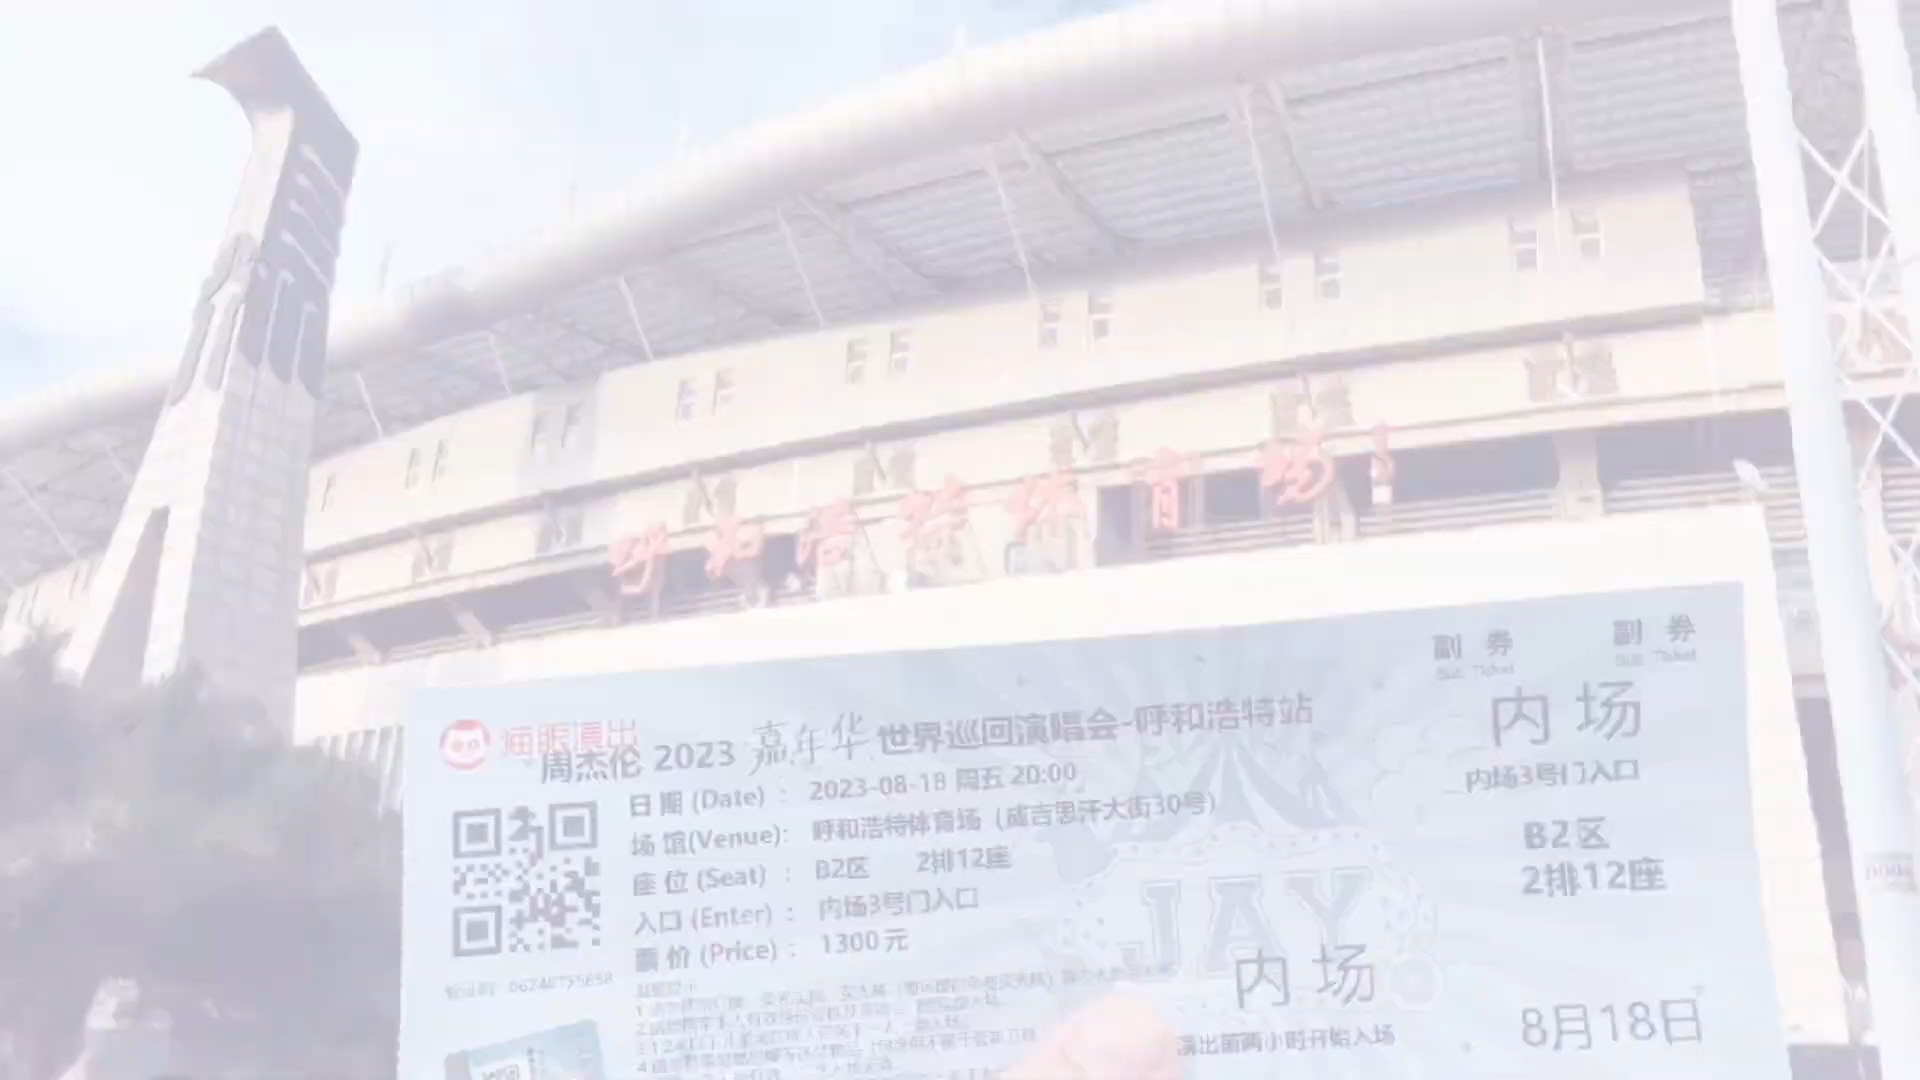 呼和浩特体育场
副券 副券
Sub Ticket Sub Ticket
猫眼演出
周杰伦 2023 嘉年华 世界巡回演唱会-呼和浩特站
日期 (Date) : 2023-08-18 周五 20:00
场馆(Venue): 呼和浩特体育场 (成吉思汗大街30号)
座位 (Seat) : B2区 2排12座
入口 (Enter) : 内场3号门入口
票价 (Price) : 1300元
JAY
内场
演出前两小时开始入场
内场
内场3号门入口
B2区
2排12座
8月18日